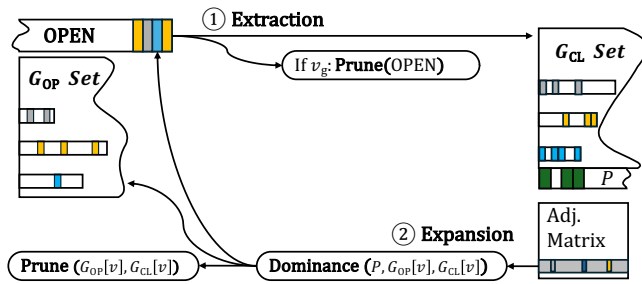 ① Extraction
OPEN
If v_g: Prune(OPEN)
G_CL Set
G_OP Set
P
② Expansion
Adj.
Matrix
Prune (G_OP[v], G_CL[v])
Dominance (P, G_OP[v], G_CL[v])